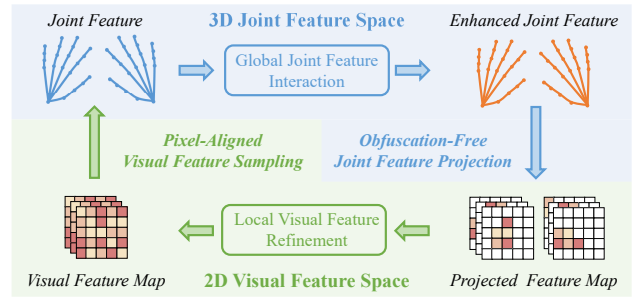 Joint Feature
3D Joint Feature Space
Enhanced Joint Feature
Global Joint Feature
Interaction
Pixel-Aligned
Visual Feature Sampling
Obfuscation-Free
Joint Feature Projection
Local Visual Feature
Refinement
Visual Feature Map
2D Visual Feature Space
Projected Feature Map